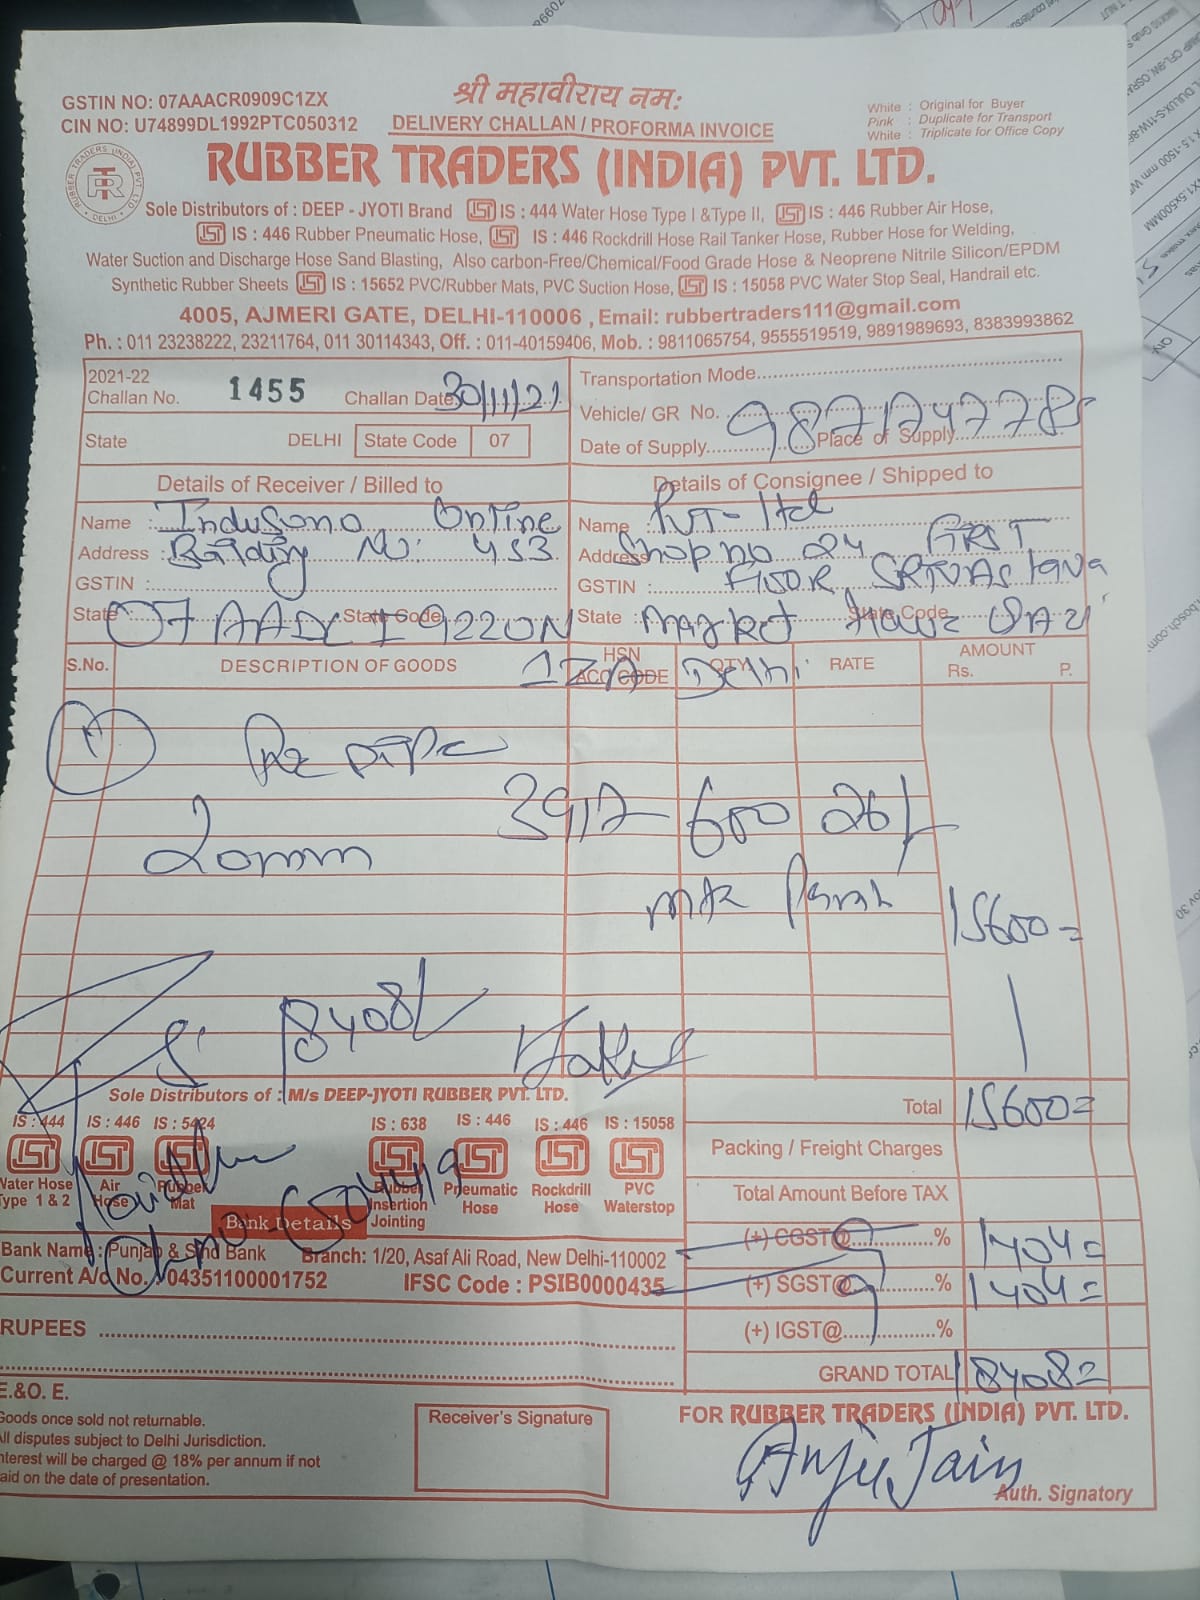 श्री महावीराय नमः
GSTIN NO: 07AAACR0909C1ZX
CIN NO: U74899DL1992PTC050312
DELIVERY CHALLAN / PROFORMA INVOICE
White : Original for Buyer
Pink : Duplicate for Transport
White : Triplicate for Office Copy
RUBBER TRADERS (INDIA) PVT. LTD.
RUBBER TRADERS (INDIA) PVT. LTD.
DELHI
Sole Distributors of : DEEP - JYOTI Brand ISI IS : 444 Water Hose Type I & Type II, ISI IS : 446 Rubber Air Hose,
ISI IS : 446 Rubber Pneumatic Hose, ISI IS : 446 Rockdrill Hose Rail Tanker Hose, Rubber Hose for Welding,
Water Suction and Discharge Hose Sand Blasting, Also carbon-Free/Chemical/Food Grade Hose & Neoprene Nitrile Silicon/EPDM
Synthetic Rubber Sheets ISI IS : 15652 PVC/Rubber Mats, PVC Suction Hose, ISI IS : 15058 PVC Water Stop Seal, Handrail etc.
4005, AJMERI GATE, DELHI-110006 , Email: rubbertraders111@gmail.com
Ph. : 011 23238222, 23211764, 011 30114343, Off. : 011-40159406, Mob. : 9811065754, 9555519519, 9891989693, 8383993862
2021-22
Challan No. 1455 Challan Date 30/11/21
State DELHI State Code 07
Transportation Mode
Vehicle/ GR No. 9871747785
Date of Supply Place of Supply
Details of Receiver / Billed to
Name : Online
Address : Building No: 453
GSTIN :
State 07AADCI9220N State Code
1ZA
Details of Consignee / Shipped to
Name Pvt-ltd
Address Shop no 24 FIRST
GSTIN : FlooR SRIVAStava
State : Market Hawz State Code
Delhi
S.No. DESCRIPTION OF GOODS HSN ACC CODE QTY. RATE AMOUNT Rs. P.
1
20mm 3917 600 26/-
MTR
15600=
18408/-
Sole Distributors of : M/s DEEP-JYOTI RUBBER PVT. LTD.
IS : 444 IS : 446 IS : 5424 IS : 638 IS : 446 IS : 446 IS : 15058
ISI ISI ISI ISI ISI ISI ISI
Water Hose Type 1 & 2
Air Hose
Rubber Mat
Rubber Insertion Jointing
Pneumatic Hose
Rockdrill Hose
PVC Waterstop
Ch.no-
Bank Details
Bank Name : Punjab & Sind Bank Branch: 1/20, Asaf Ali Road, New Delhi-110002
Current A/c No. 04351100001752 IFSC Code : PSIB0000435
Total 15600=
Packing / Freight Charges
Total Amount Before TAX
(+) CGST@ 9 % 1404=
(+) SGST@ 9 % 1404=
(+) IGST@ %
GRAND TOTAL 18408=
RUPEES
E.&O. E.
Goods once sold not returnable.
All disputes subject to Delhi Jurisdiction.
Interest will be charged @ 18% per annum if not
paid on the date of presentation.
Receiver's Signature
FOR RUBBER TRADERS (INDIA) PVT. LTD.
Anju Jain
Auth. Signatory